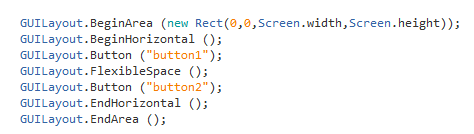 GUILayout.BeginArea (new Rect(0,0,Screen.width,Screen.height));
GUILayout.BeginHorizontal ();
GUILayout.Button ("button1");
GUILayout.FlexibleSpace ();
GUILayout.Button ("button2");
GUILayout.EndHorizontal ();
GUILayout.EndArea ();